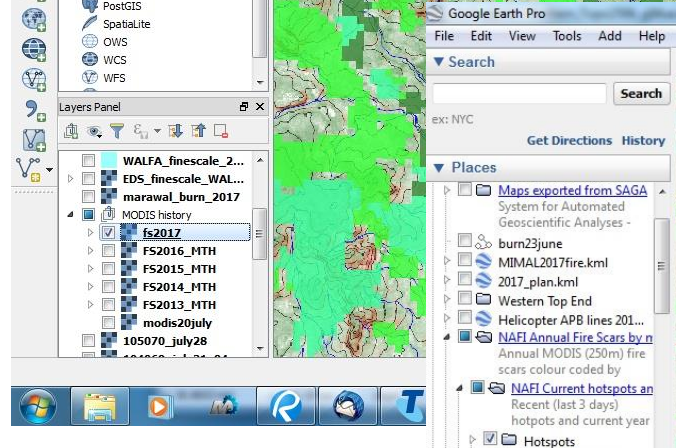 PostGIS
SpatiaLite
OWS
WCS
WFS
Layers Panel
WALFA_finescale_2...
EDS_finescale_WAL...
marawal_burn_2017
MODIS history
fs2017
FS2016_MTH
FS2015_MTH
FS2014_MTH
FS2013_MTH
modis20july
105070_july28
Google Earth Pro
File Edit View Tools Add Help
Search
Search
ex: NYC
Get Directions History
Places
Maps exported from SAGA
System for Automated
Geoscientific Analyses -
burn23june
MIMAL2017fire.kml
2017_plan.kml
Western Top End
Helicopter APB lines 201...
NAFI Annual Fire Scars by m
Annual MODIS (250m) fire
scars colour coded by
NAFI Current hotspots an
Recent (last 3 days)
hotpots and current year
Hotspots